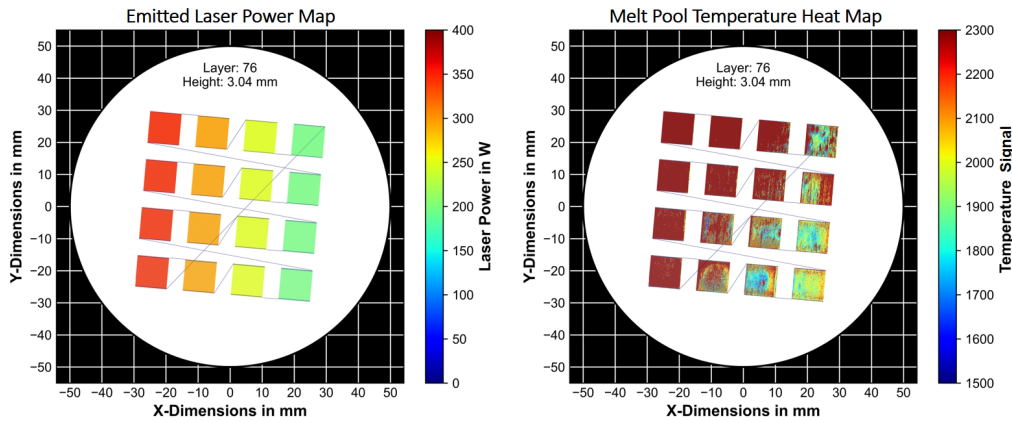 Emitted Laser Power Map
Layer: 76
Height: 3.04 mm
50
40
30
20
10
0
−10
−20
−30
−40
−50
Y-Dimensions in mm
−50 −40 −30 −20 −10 0 10 20 30 40 50
X-Dimensions in mm
400
350
300
250
200
150
100
50
0
Laser Power in W
Melt Pool Temperature Heat Map
Layer: 76
Height: 3.04 mm
50
40
30
20
10
0
−10
−20
−30
−40
−50
Y-Dimensions in mm
−50 −40 −30 −20 −10 0 10 20 30 40 50
X-Dimensions in mm
2300
2200
2100
2000
1900
1800
1700
1600
1500
Temperature Signal